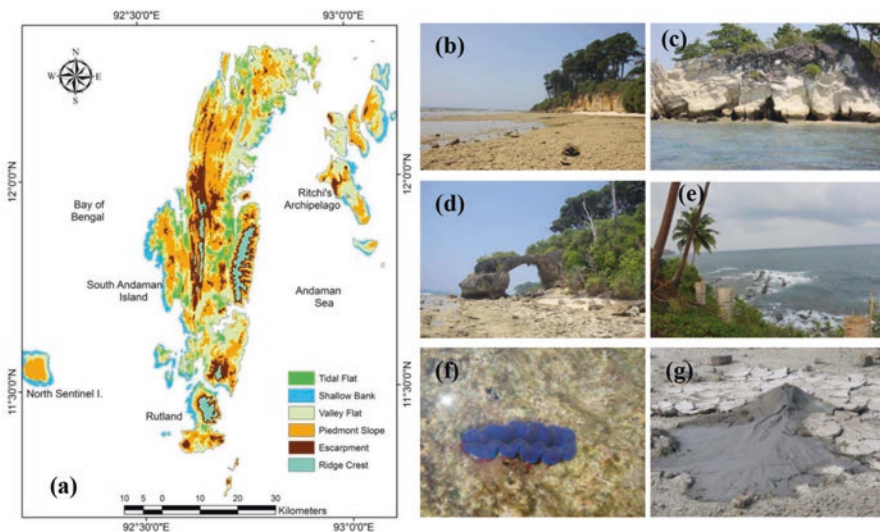 92°30'0"E
93°0'0"E
N
W
E
S
12°0'0"N
12°0'0"N
Bay of
Bengal
Ritchi's
Archipelago
South Andaman
Island
Andaman
Sea
11°30'0"N
11°30'0"N
North Sentinel I.
Rutland
Tidal Flat
Shallow Bank
Valley Flat
Piedmont Slope
Escarpment
Ridge Crest
(a)
10 5 0 10 20 30
Kilometers
92°30'0"E
93°0'0"E
(b)
(c)
(d)
(e)
(f)
(g)